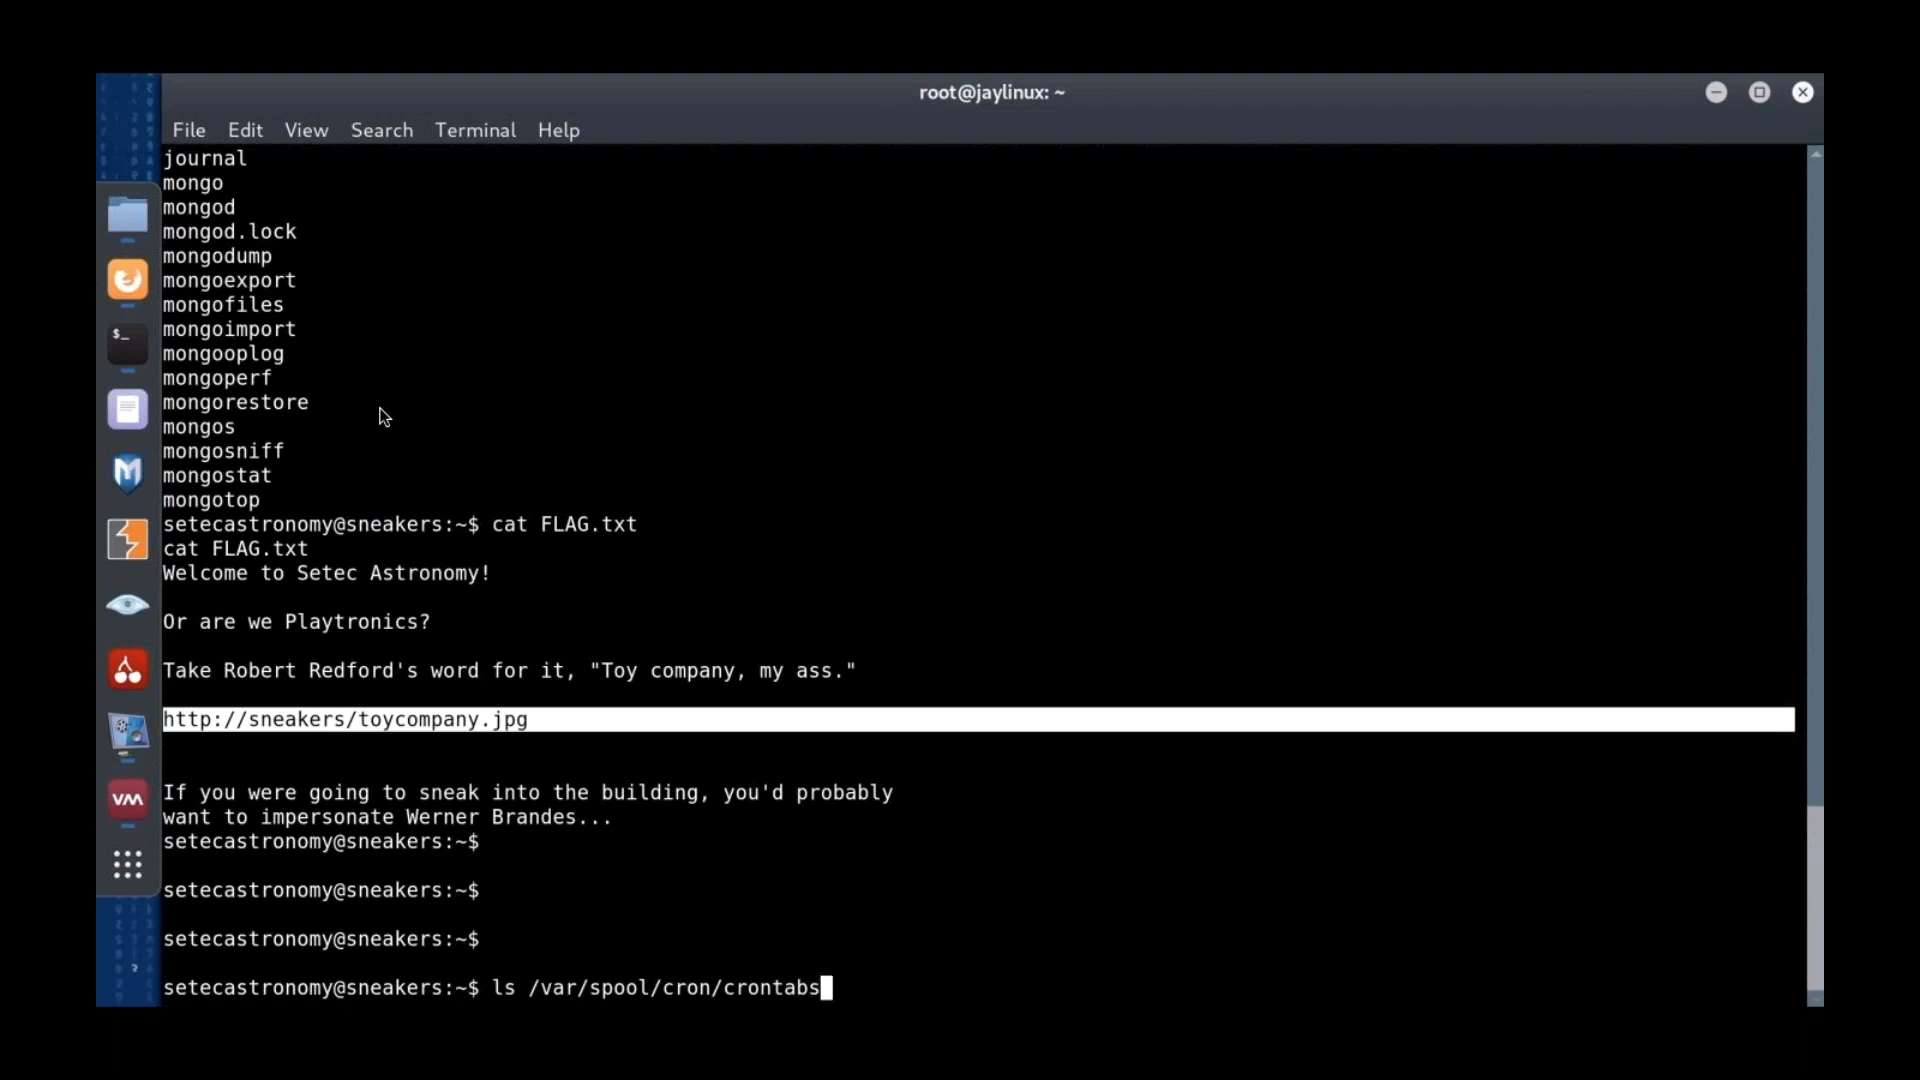 root@jaylinux: ~
File Edit View Search Terminal Help
journal
mongo
mongod
mongod.lock
mongodump
mongoexport
mongofiles
mongoimport
mongooplog
mongoperf
mongorestore
mongos
mongosniff
mongostat
mongotop
setecastronomy@sneakers:~$ cat FLAG.txt
cat FLAG.txt
Welcome to Setec Astronomy!
Or are we Playtronics?
Take Robert Redford's word for it, "Toy company, my ass."
http://sneakers/toycompany.jpg
If you were going to sneak into the building, you'd probably
want to impersonate Werner Brandes...
setecastronomy@sneakers:~$
setecastronomy@sneakers:~$
setecastronomy@sneakers:~$
setecastronomy@sneakers:~$ ls /var/spool/cron/crontabs